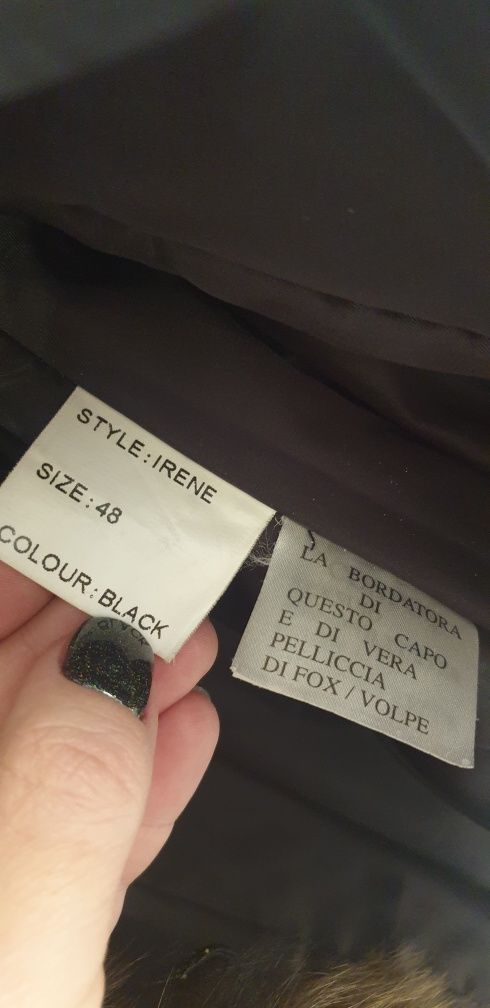 STYLE:IRENE
SIZE:48
COLOUR:BLACK
LA BORDATORA
DI
QUESTO CAPO
E DI VERA
PELLICCIA
DI FOX/VOLPE